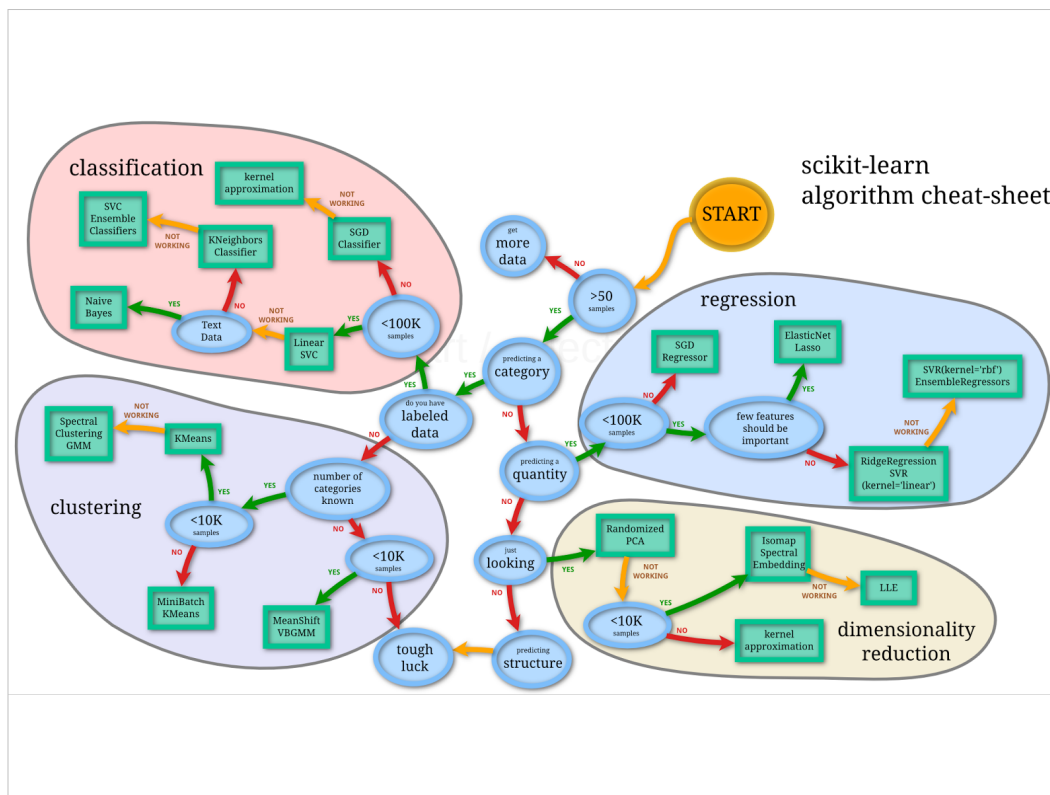 scikit-learn
algorithm cheat-sheet
START
classification
kernel
approximation
NOT
WORKING
SVC
Ensemble
Classifiers
NOT
WORKING
KNeighbors
Classifier
SGD
Classifier
NO
Naive
Bayes
YES
NO
Text
Data
NOT
WORKING
Linear
SVC
YES
<100K
samples
YES
get
more
data
NO
>50
samples
YES
predicting a
category
YES
NO
do you have
labeled
data
NO
predicting a
quantity
YES
NO
just
looking
YES
NO
predicting
structure
tough
luck
regression
SGD
Regressor
NO
<100K
samples
YES
ElasticNet
Lasso
YES
few features
should be
important
NO
SVR(kernel='rbf')
EnsembleRegressors
NOT
WORKING
RidgeRegression
SVR
(kernel='linear')
clustering
Spectral
Clustering
GMM
NOT
WORKING
KMeans
YES
<10K
samples
YES
NO
number of
categories
known
NO
MiniBatch
KMeans
<10K
samples
YES
NO
MeanShift
VBGMM
Randomized
PCA
NOT
WORKING
Isomap
Spectral
Embedding
YES
NOT
WORKING
LLE
<10K
samples
NO
kernel
approximation
dimensionality
reduction